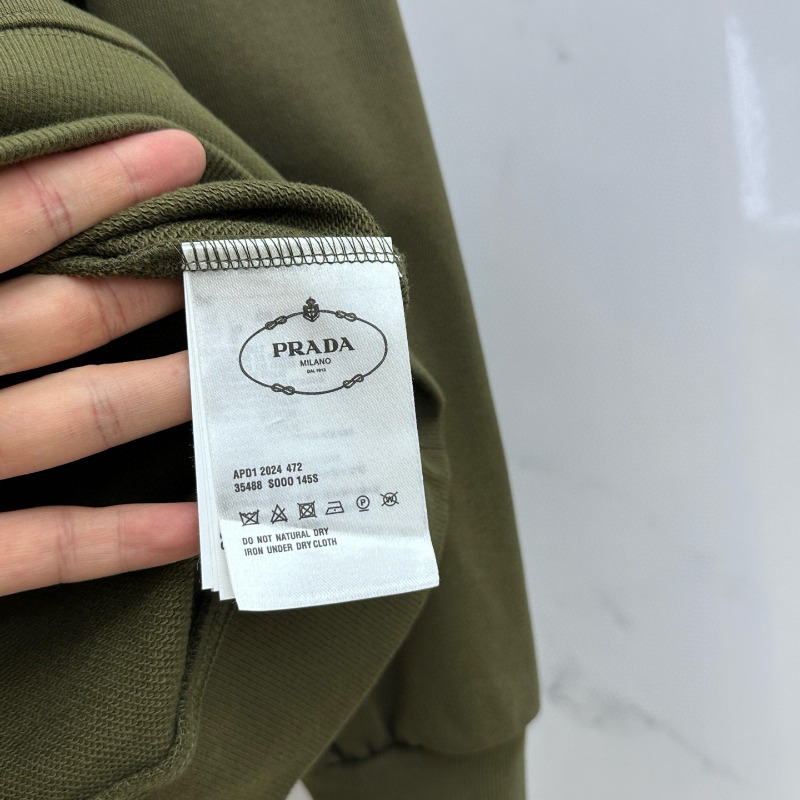 PRADA
MILANO
DAL 1913
APD1 2024 472
35488 S000 145S
P
W
DO NOT NATURAL DRY
IRON UNDER DRY CLOTH